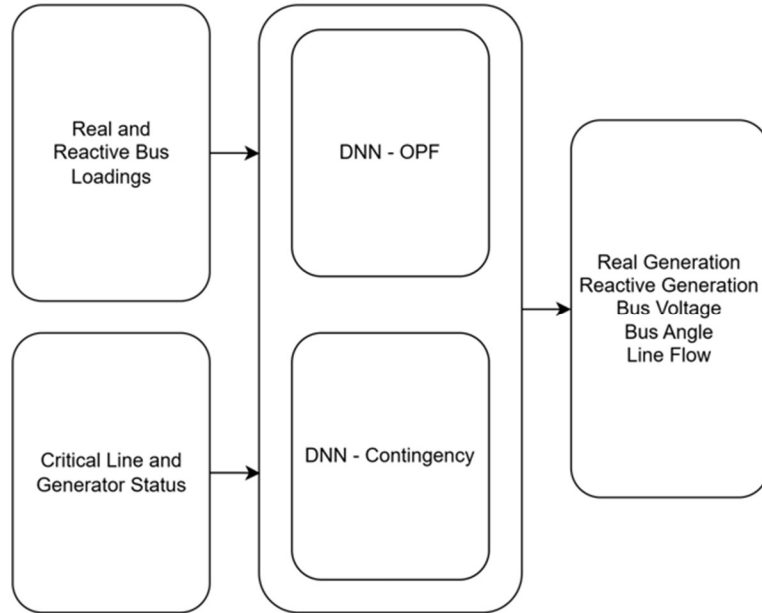 Real and
Reactive Bus
Loadings
DNN - OPF
Real Generation
Reactive Generation
Bus Voltage
Bus Angle
Line Flow
Critical Line and
Generator Status
DNN - Contingency